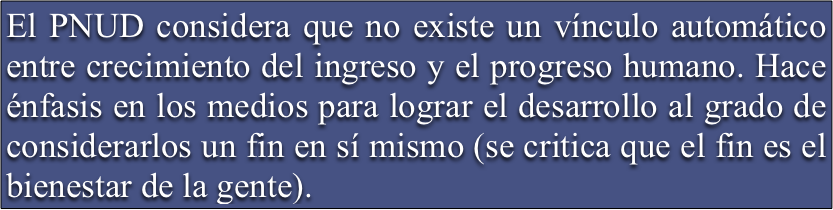 El PNUD considera que no existe un vínculo automático
entre crecimiento del ingreso y el progreso humano. Hace
énfasis en los medios para lograr el desarrollo al grado de
considerarlos un fin en sí mismo (se critica que el fin es el
bienestar de la gente).